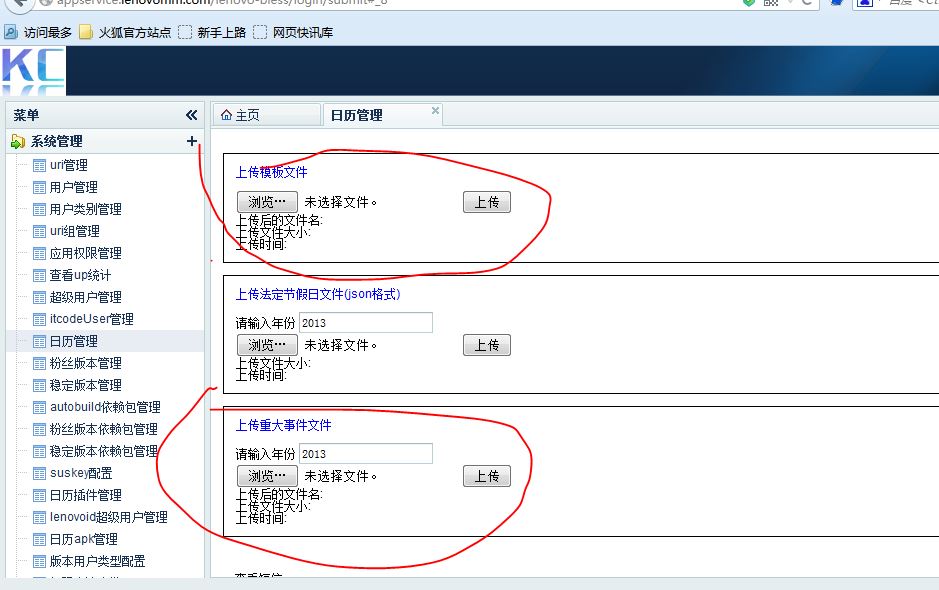 appservice.lenovomm.com/lenovo-bless/login/submit#_8
访问最多 火狐官方站点 新手上路 网页快讯库
KC
菜单
系统管理
uri管理
用户管理
用户类别管理
uri组管理
应用权限管理
查看up统计
超级用户管理
itcodeUser管理
日历管理
粉丝版本管理
稳定版本管理
autobuild依赖包管理
粉丝版本依赖包管理
稳定版本依赖包管理
suskey配置
日历插件管理
lenovoid超级用户管理
日历apk管理
版本用户类型配置
主页 日历管理
上传模板文件
浏览… 未选择文件。 上传
上传后的文件名:
上传文件大小:
上传时间:
上传法定节假日文件(json格式)
请输入年份 2013
浏览… 未选择文件。 上传
上传文件大小:
上传时间:
上传重大事件文件
请输入年份 2013
浏览… 未选择文件。 上传
上传后的文件名:
上传文件大小:
上传时间: